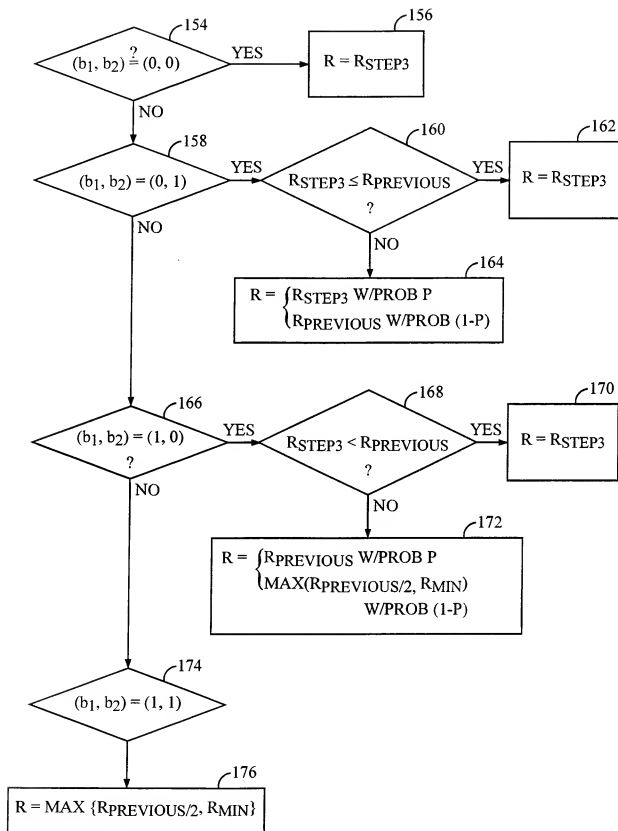 154
?
(b1, b2) = (0, 0)
YES
156
R = RSTEP3
NO
158
(b1, b2) = (0, 1)
YES
160
RSTEP3 ≤ RPREVIOUS
?
YES
162
R = RSTEP3
NO
NO
164
R = { RSTEP3 W/PROB P
RPREVIOUS W/PROB (1-P)
166
(b1, b2) = (1, 0)
?
YES
168
RSTEP3 < RPREVIOUS
?
YES
170
R = RSTEP3
NO
NO
172
R = { RPREVIOUS W/PROB P
MAX(RPREVIOUS/2, RMIN)
W/PROB (1-P)
174
(b1, b2) = (1, 1)
176
R = MAX {RPREVIOUS/2, RMIN}